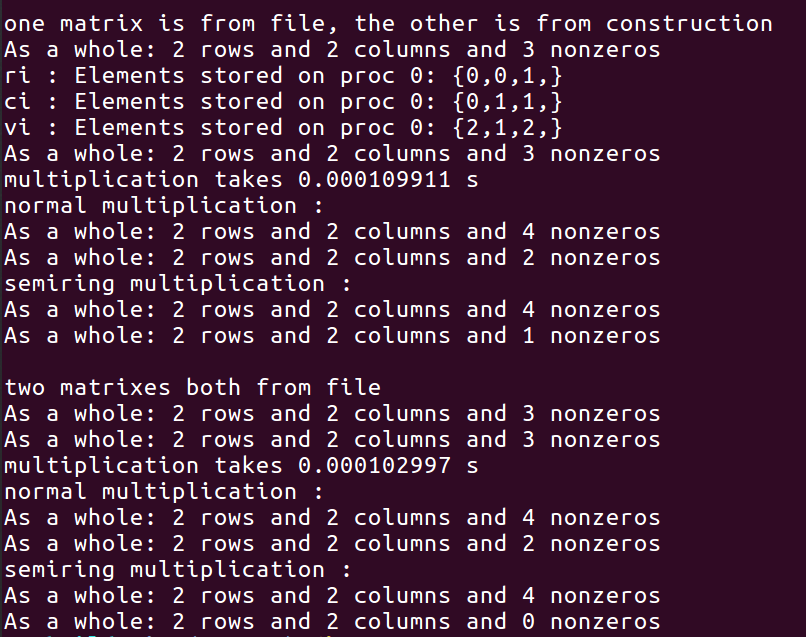 one matrix is from file, the other is from construction
As a whole: 2 rows and 2 columns and 3 nonzeros
ri : Elements stored on proc 0: {0,0,1,}
ci : Elements stored on proc 0: {0,1,1,}
vi : Elements stored on proc 0: {2,1,2,}
As a whole: 2 rows and 2 columns and 3 nonzeros
multiplication takes 0.000109911 s
normal multiplication :
As a whole: 2 rows and 2 columns and 4 nonzeros
As a whole: 2 rows and 2 columns and 2 nonzeros
semiring multiplication :
As a whole: 2 rows and 2 columns and 4 nonzeros
As a whole: 2 rows and 2 columns and 1 nonzeros
two matrixes both from file
As a whole: 2 rows and 2 columns and 3 nonzeros
As a whole: 2 rows and 2 columns and 3 nonzeros
multiplication takes 0.000102997 s
normal multiplication :
As a whole: 2 rows and 2 columns and 4 nonzeros
As a whole: 2 rows and 2 columns and 2 nonzeros
semiring multiplication :
As a whole: 2 rows and 2 columns and 4 nonzeros
As a whole: 2 rows and 2 columns and 0 nonzeros